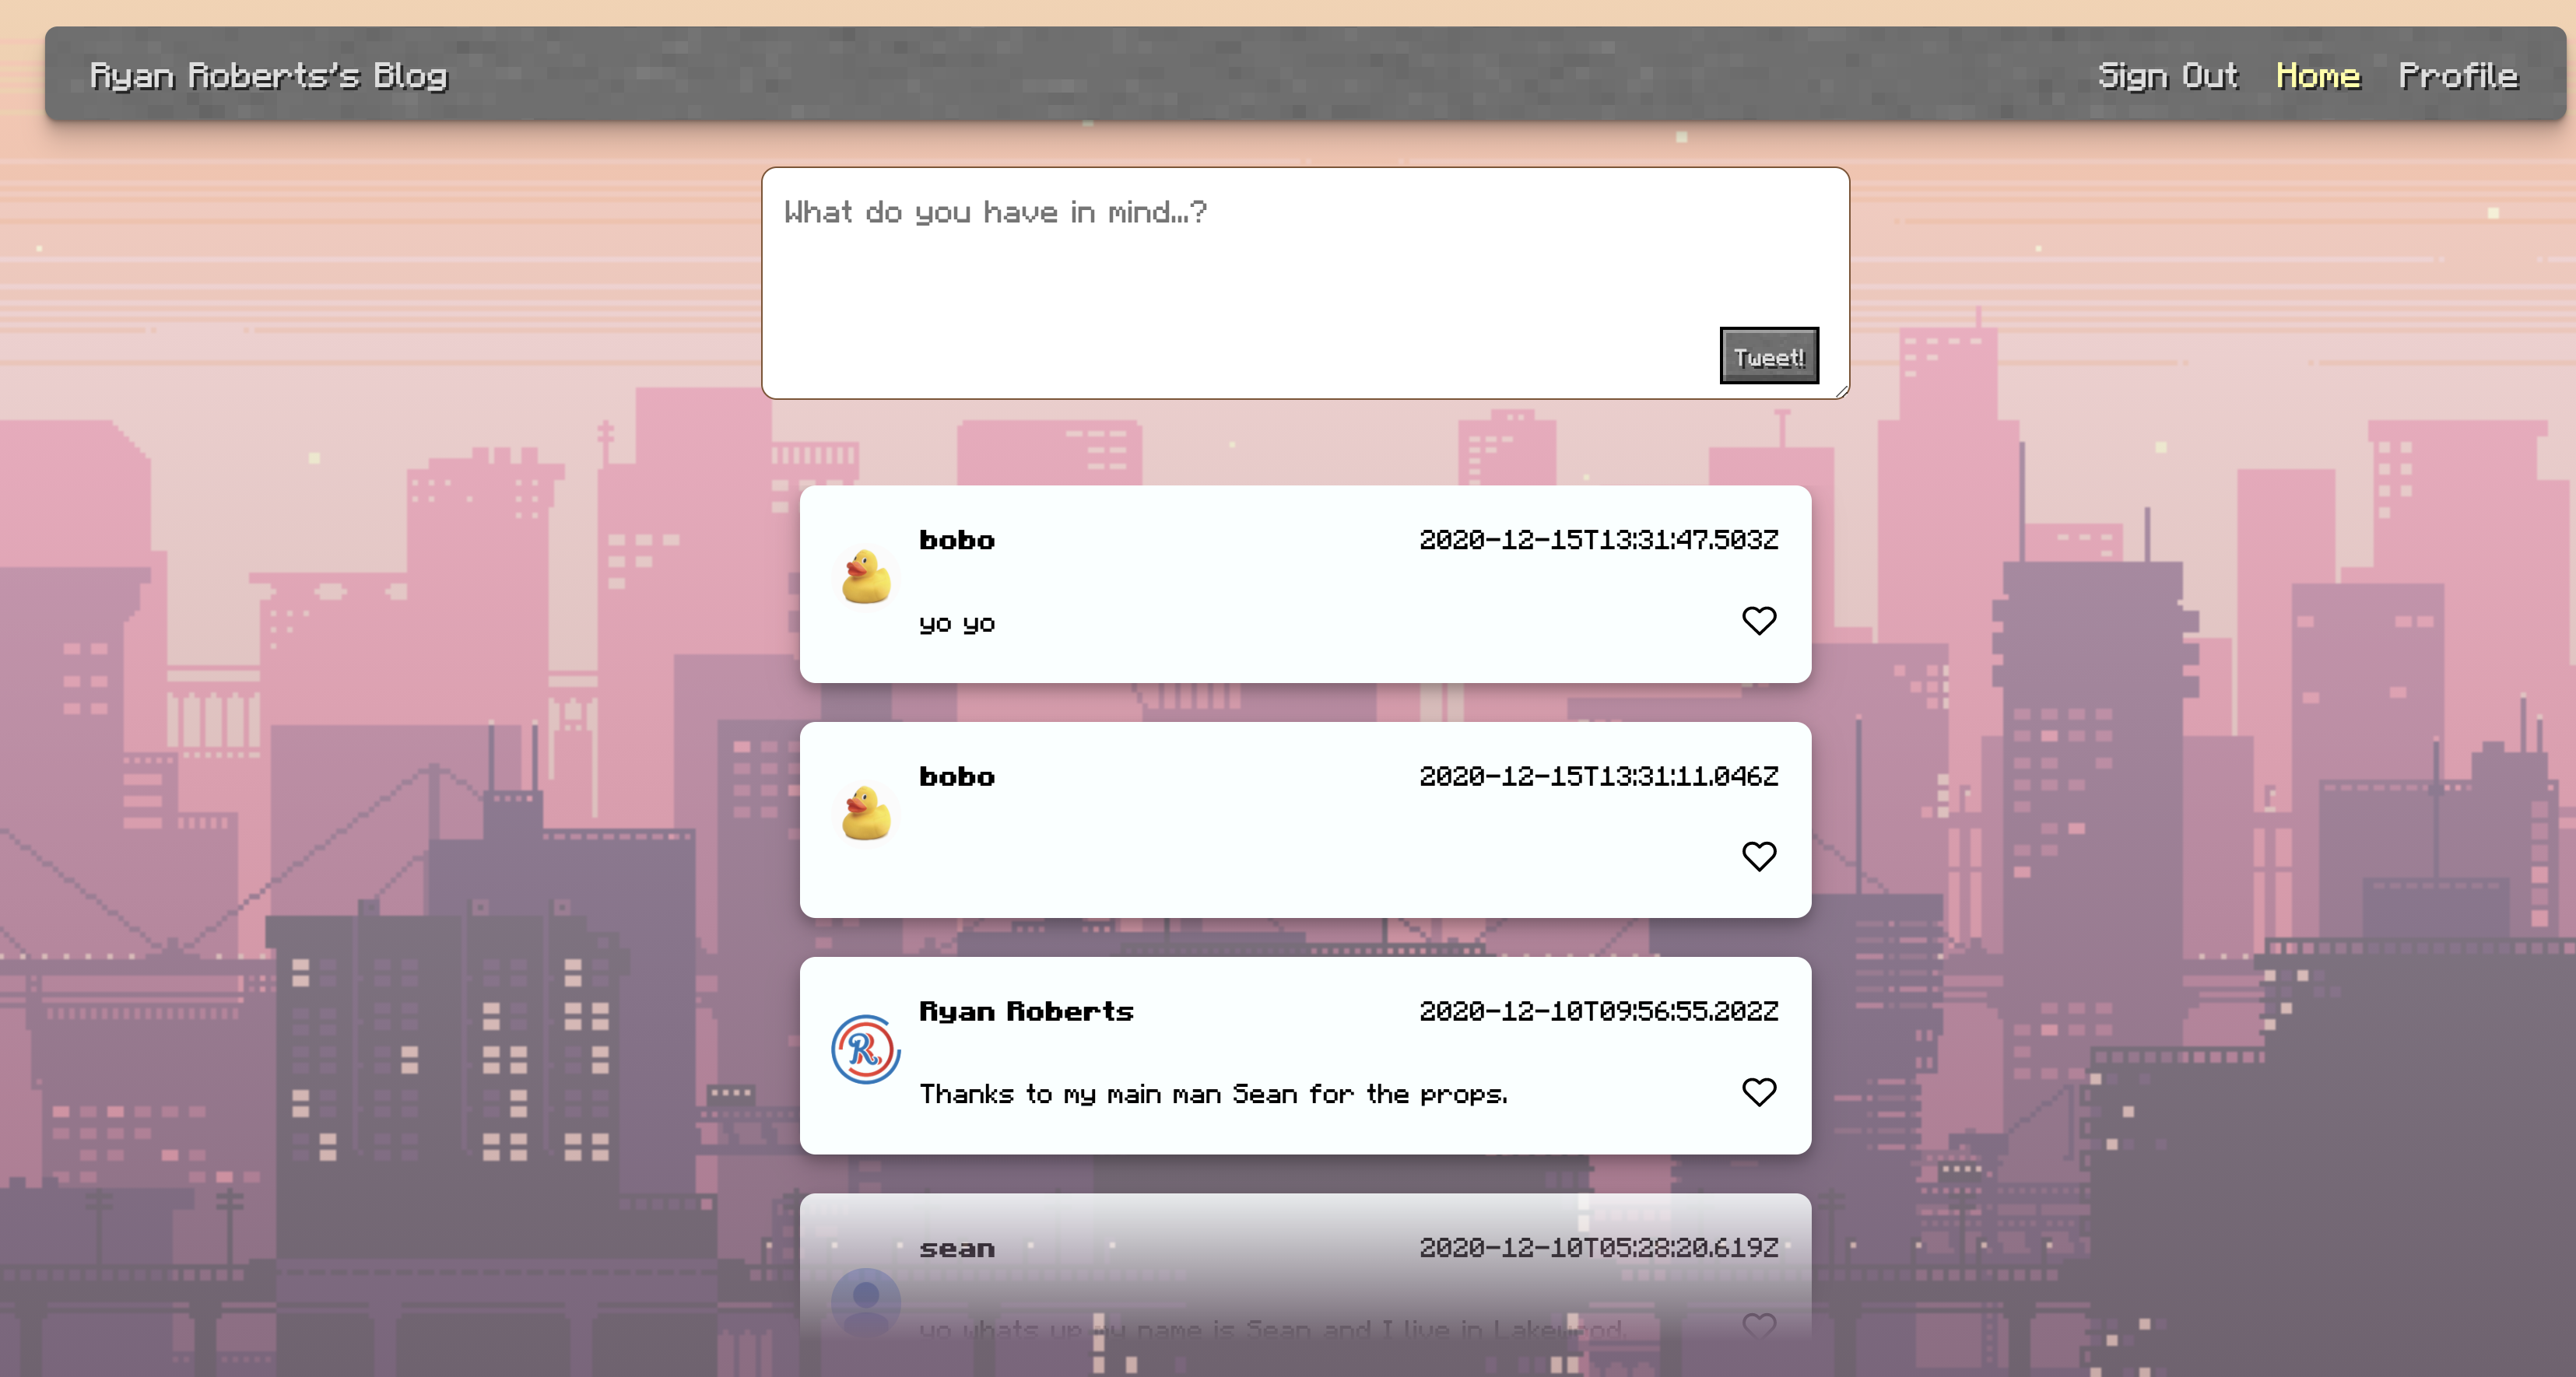 Ryan Roberts's Blog
Sign Out Home Profile
What do you have in mind...?
Tweet!
bobo 2020-12-15T13:31:47.503Z
yo yo
bobo 2020-12-15T13:31:11.046Z
R
Ryan Roberts 2020-12-10T09:56:55.202Z
Thanks to my main man Sean for the props.
sean 2020-12-10T05:28:20.619Z
yo whats up my name is Sean and I live in Lakewood.